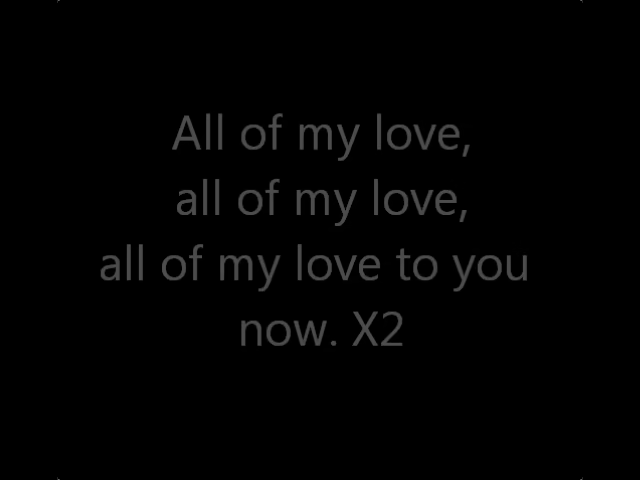 All of my love,
all of my love,
all of my love to you
now. X2